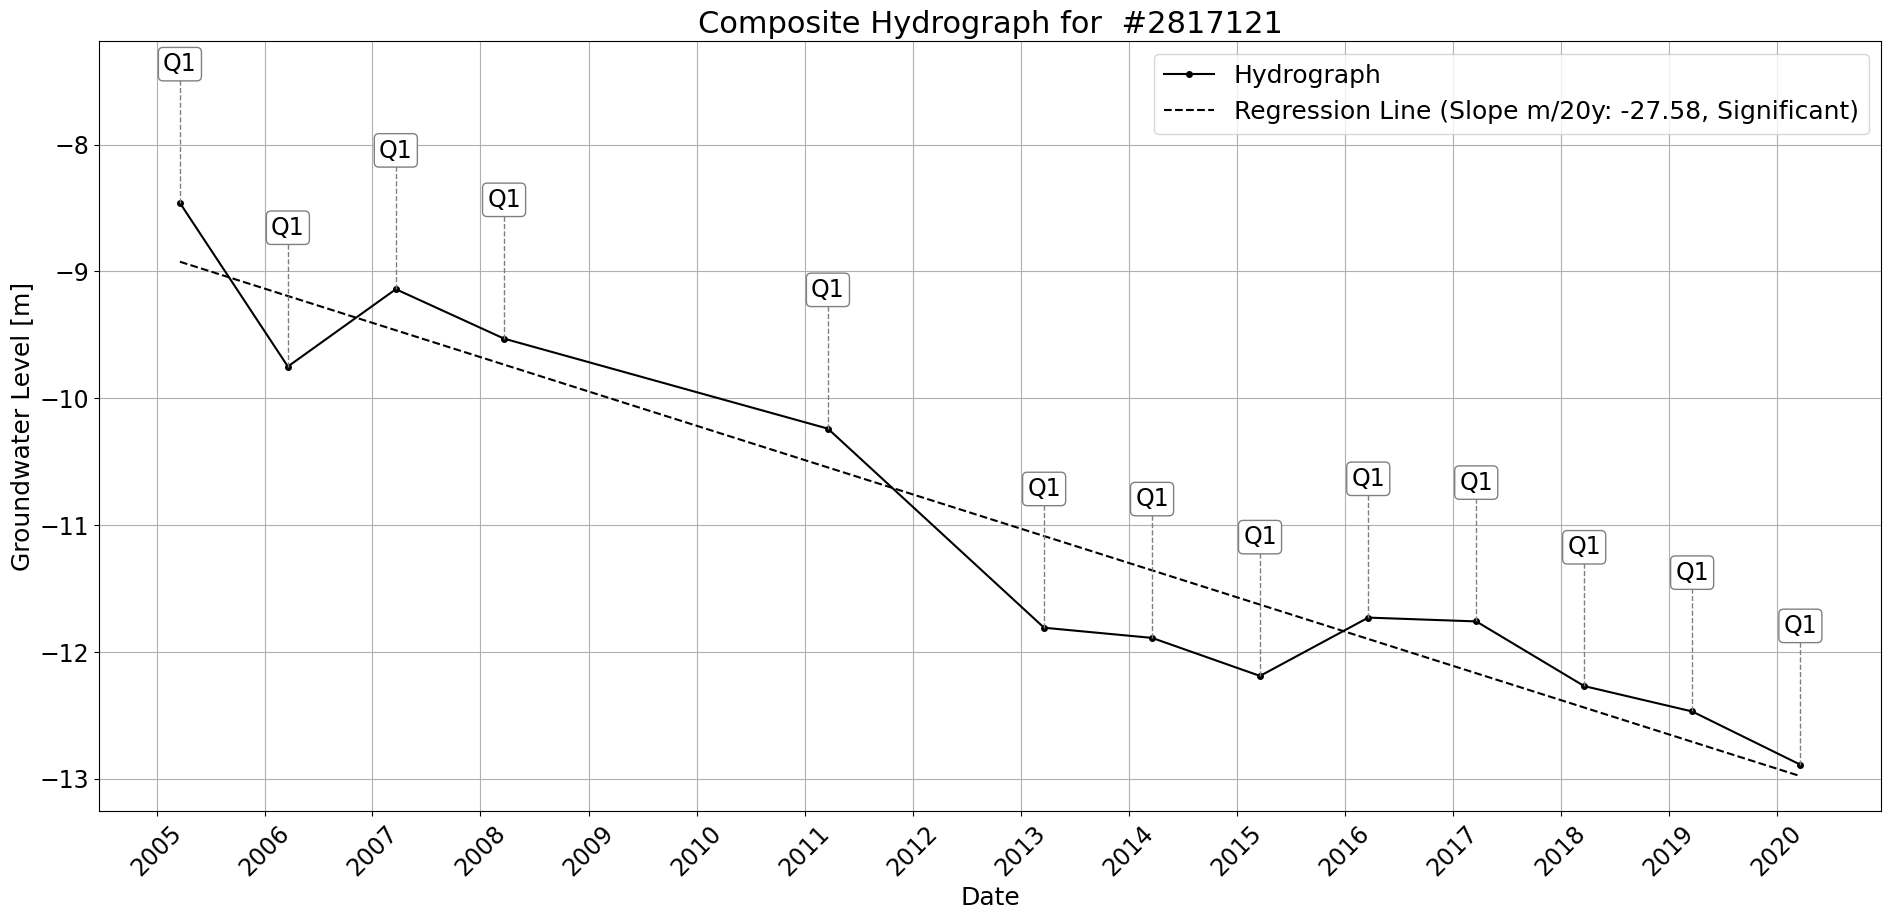 Composite Hydrograph for  #2817121
Hydrograph
Regression Line (Slope m/20y: -27.58, Significant)
Q1
Q1
Q1
Q1
Q1
Q1
Q1
Q1
Q1
Q1
Q1
Q1
Q1
Groundwater Level [m]
−8
−9
−10
−11
−12
−13
2005
2006
2007
2008
2009
2010
2011
2012
2013
2014
2015
2016
2017
2018
2019
2020
Date